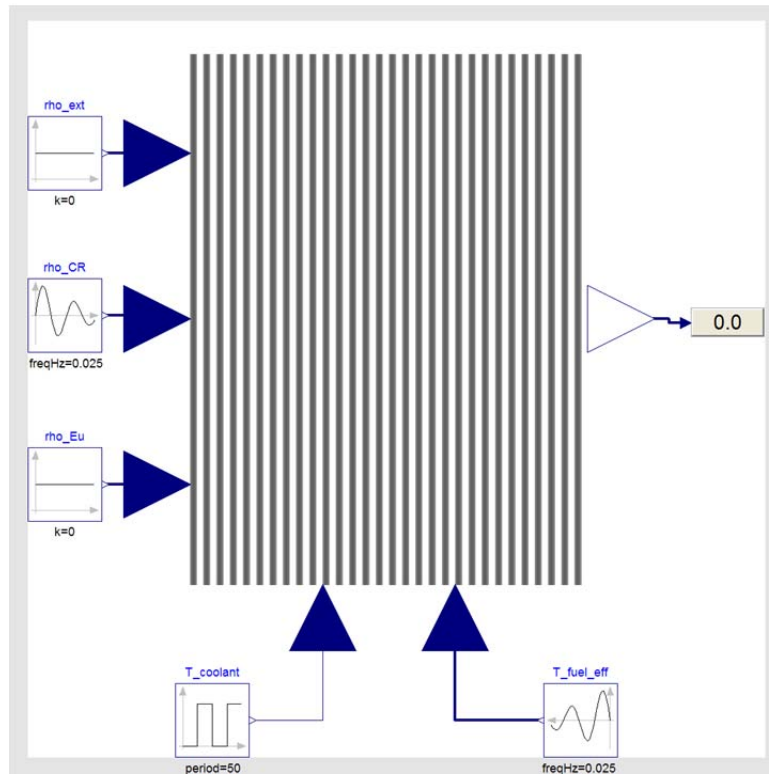 rho_ext
k=0
rho_CR
freqHz=0.025
0.0
rho_Eu
k=0
T_coolant
T_fuel_eff
period=50
freqHz=0.025